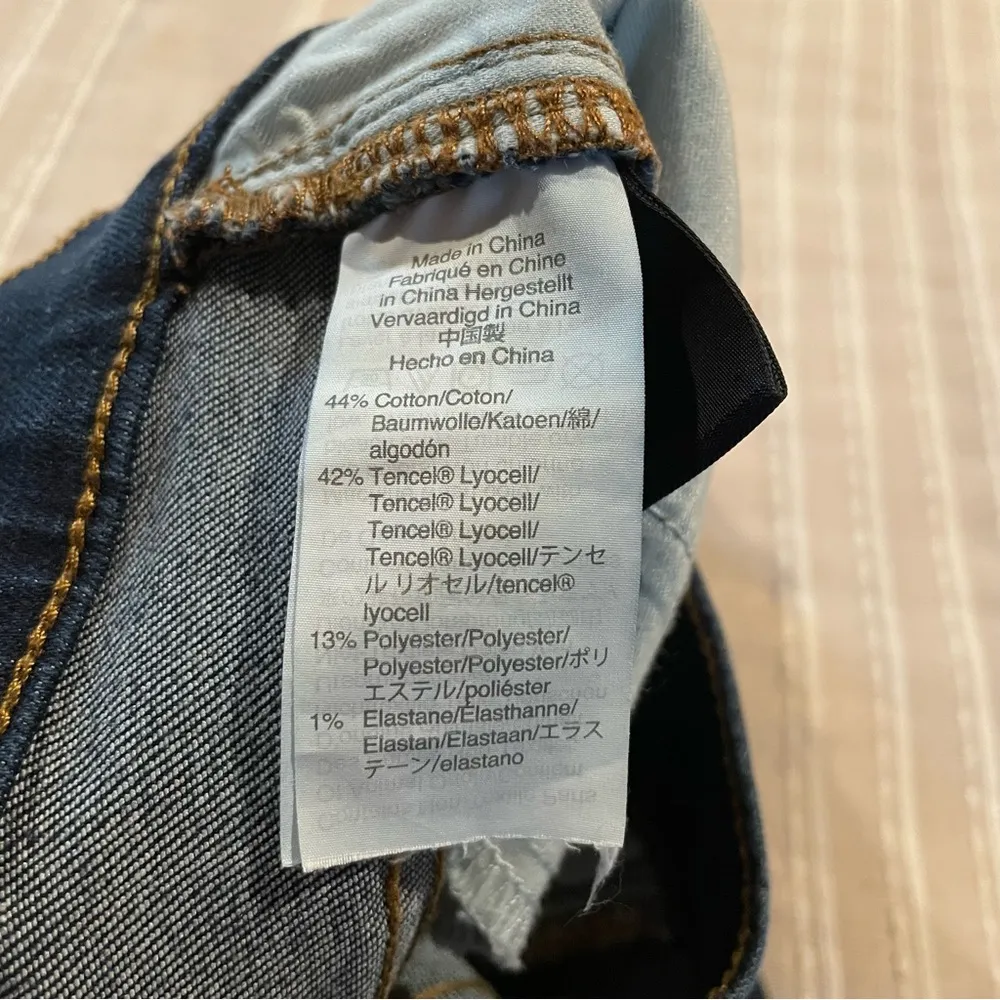 Made in China
Fabriqué en Chine
in China Hergestellt
Vervaardigd in China
中国製
Hecho en China
44% Cotton/Coton/
Baumwolle/Katoen/綿/
algodón
42% Tencel® Lyocell/
Tencel® Lyocell/
Tencel® Lyocell/
Tencel® Lyocell/テンセ
ル リオセル/tencel®
lyocell
13% Polyester/Polyester/
Polyester/Polyester/ポリ
エステル/poliéster
1% Elastane/Elasthanne/
Elastan/Elastaan/エラス
テーン/elastano